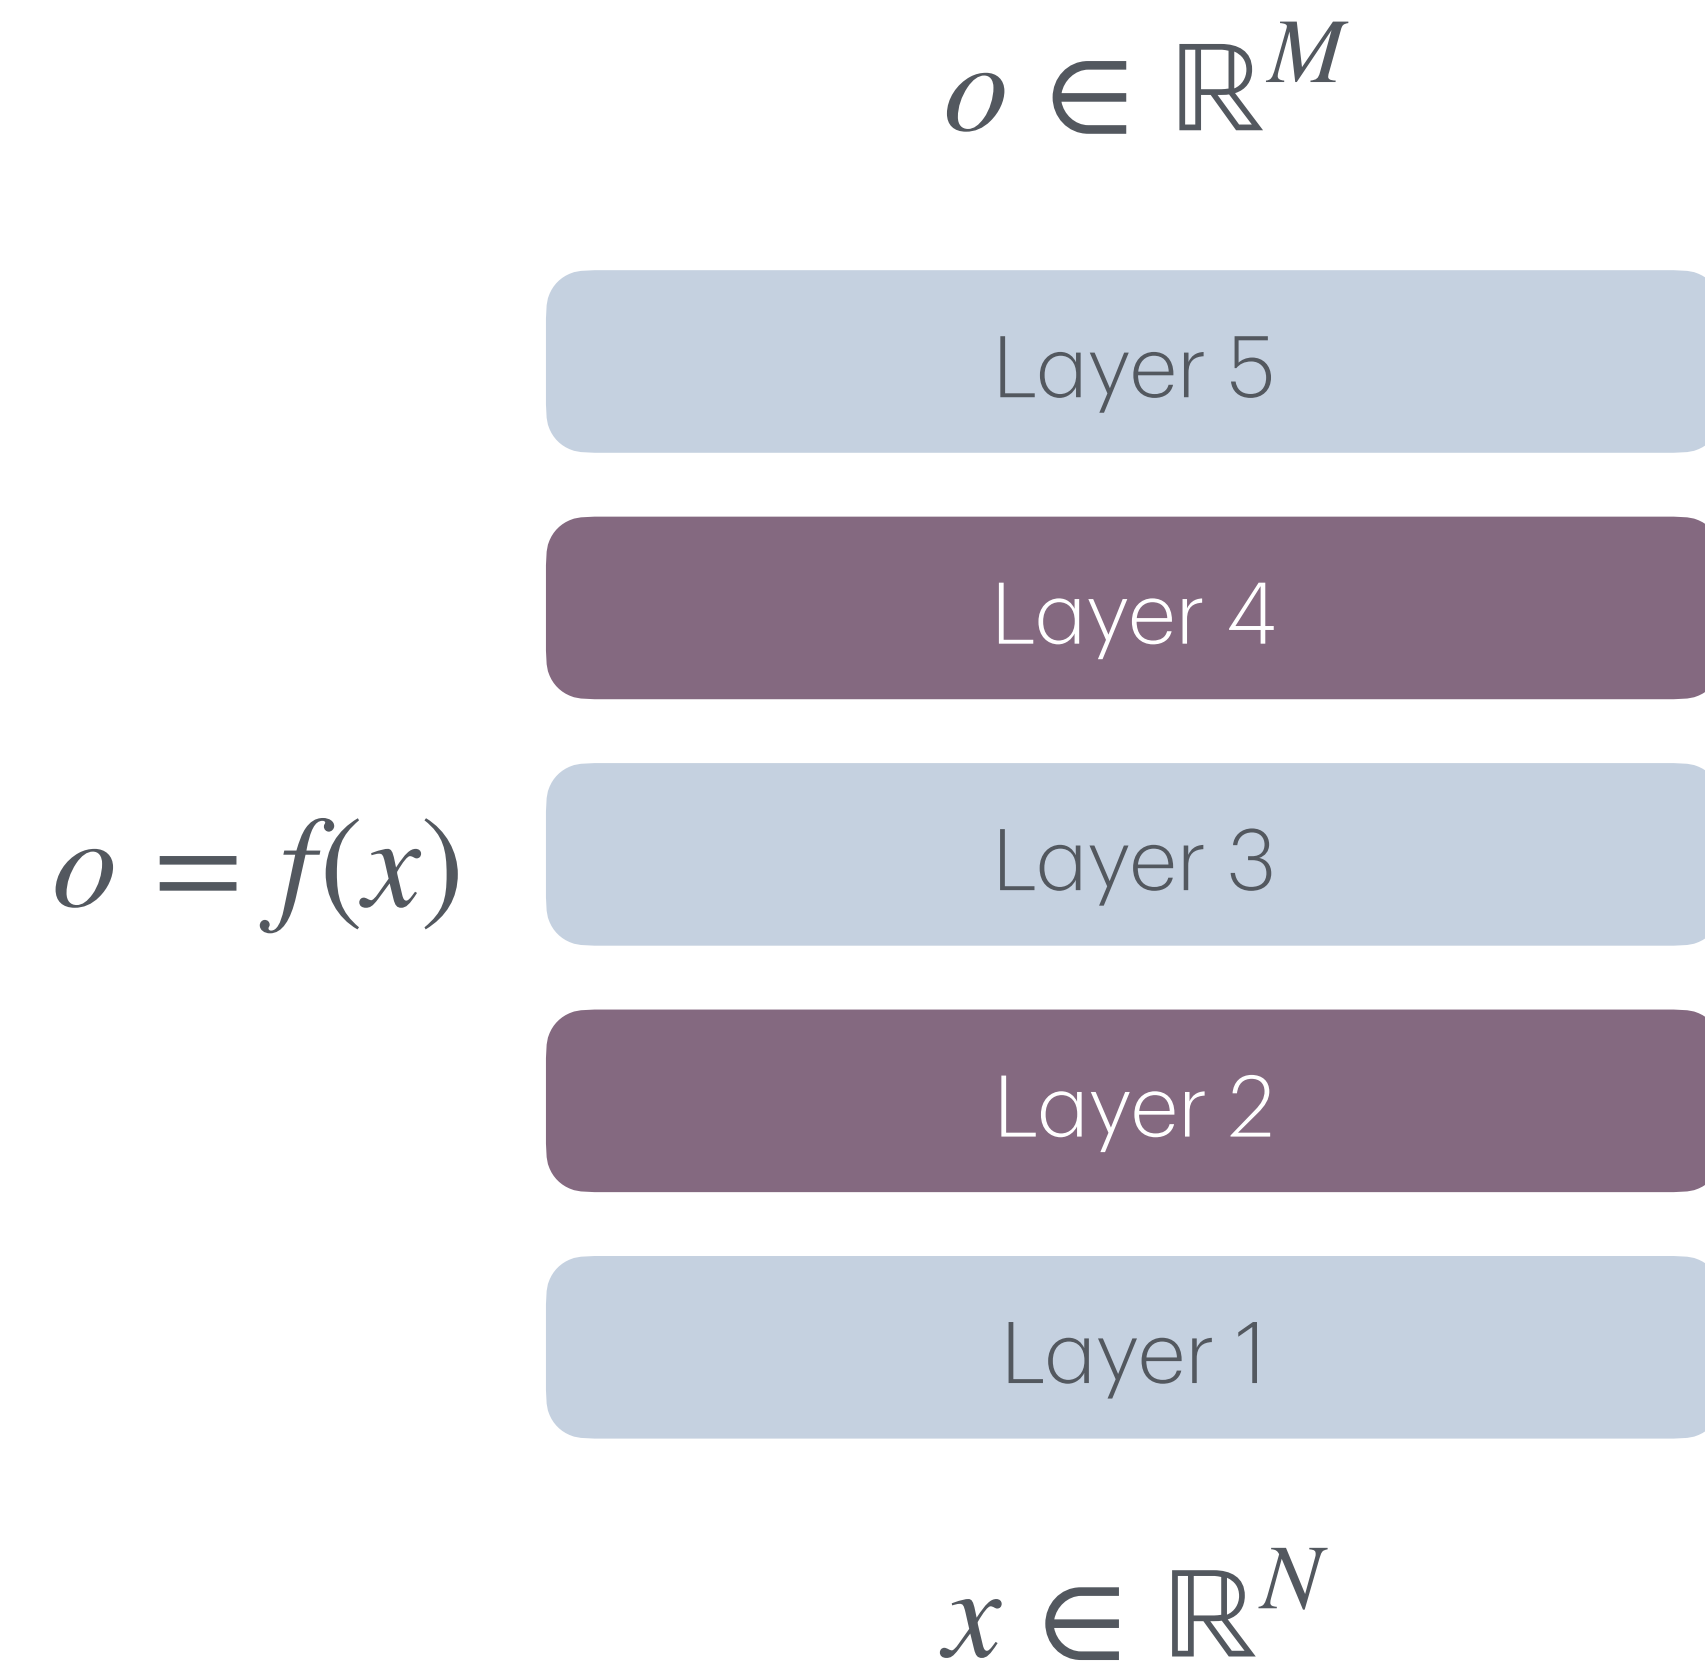 o ∈ ℝ^M
Layer 5
Layer 4
o = f(x)
Layer 3
Layer 2
Layer 1
x ∈ ℝ^N